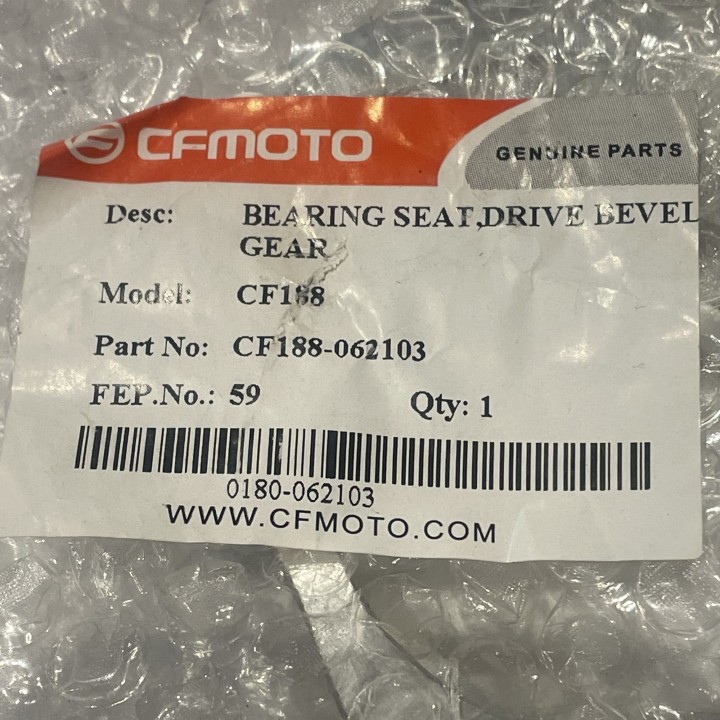 CFMOTO
GENUINE PARTS
Desc: BEARING SEAT,DRIVE BEVEL
GEAR
Model: CF188
Part No: CF188-062103
FEP.No.: 59 Qty: 1
0180-062103
WWW.CFMOTO.COM